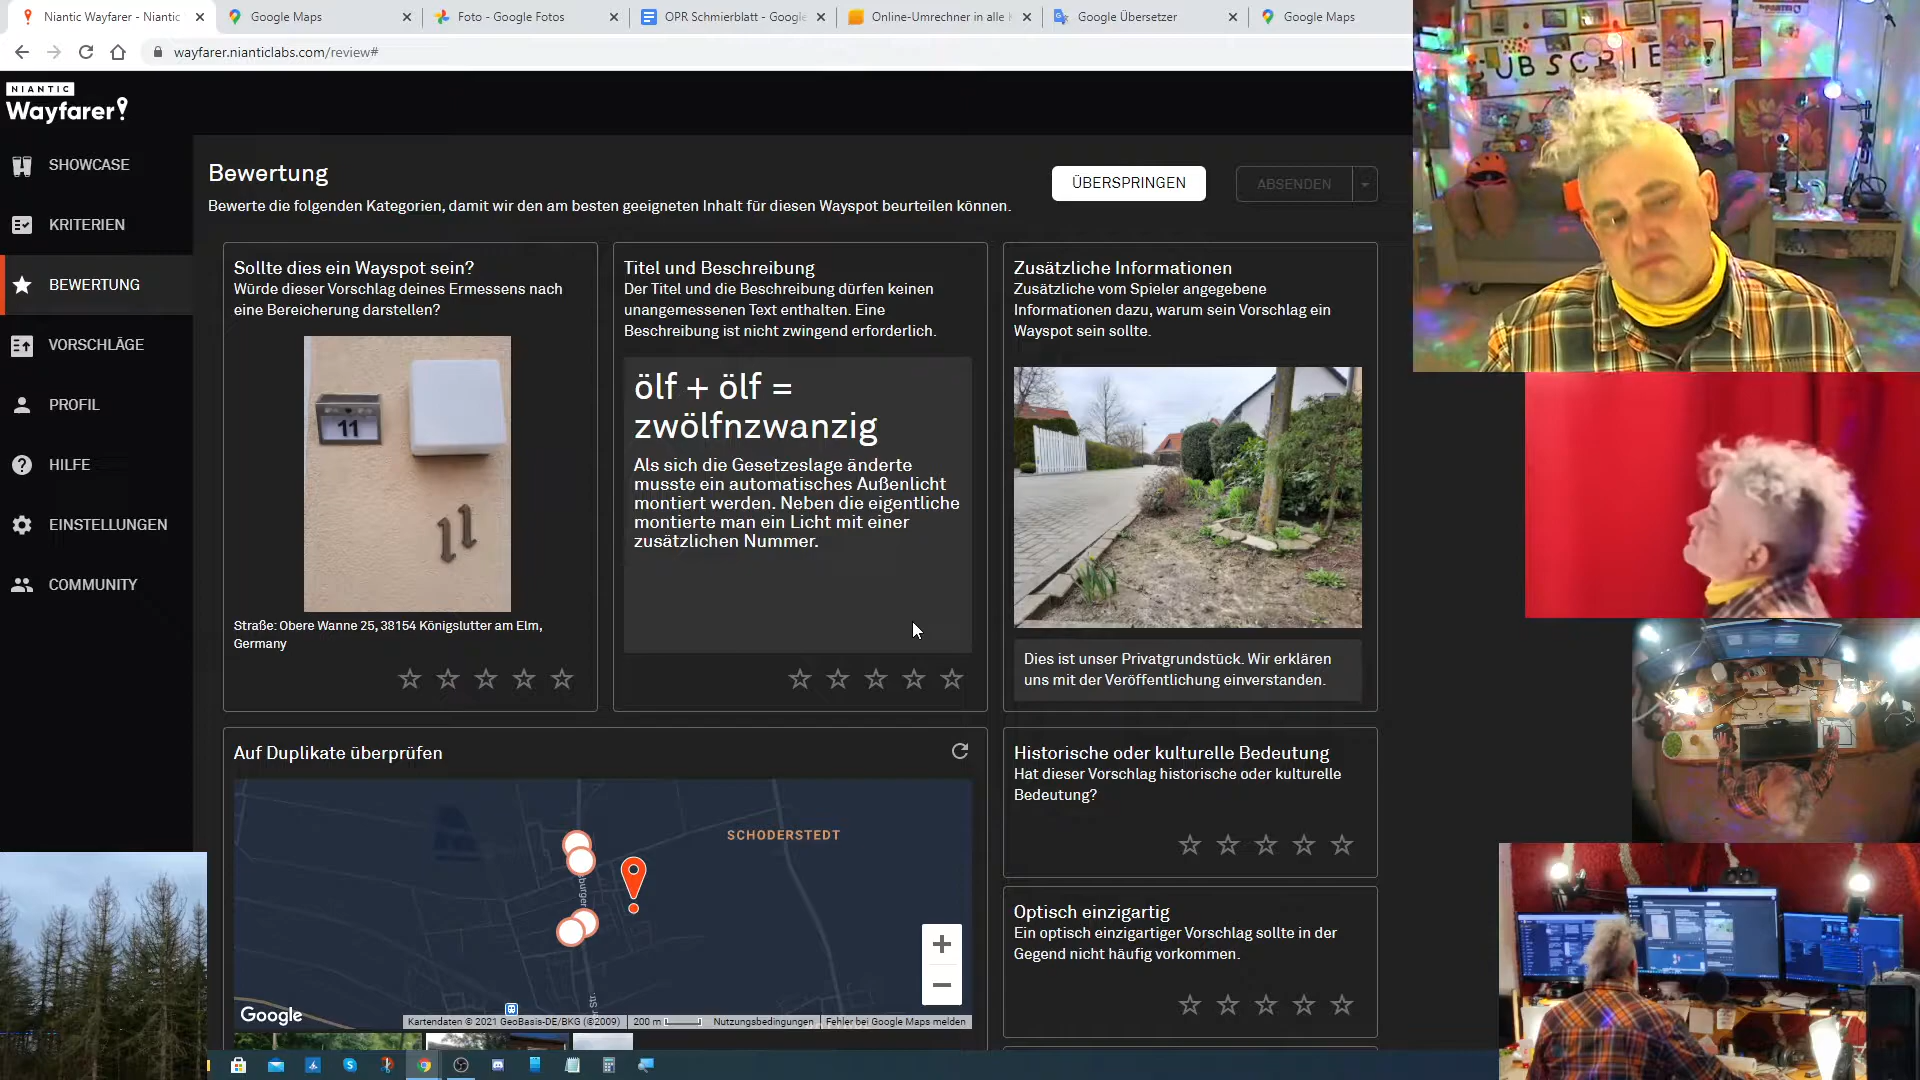 Niantic Wayfarer - Niantic
Google Maps
Foto - Google Fotos
OPR Schmierblatt - Google
Online-Umrechner in alle
Google Übersetzer
Google Maps
wayfarer.nianticlabs.com/review#
NIANTIC
Wayfarer
SHOWCASE
KRITERIEN
BEWERTUNG
VORSCHLÄGE
PROFIL
HILFE
EINSTELLUNGEN
COMMUNITY
Bewertung
Bewerte die folgenden Kategorien, damit wir den am besten geeigneten Inhalt für diesen Wayspot beurteilen können.
ÜBERSPRINGEN
ABSENDEN
Sollte dies ein Wayspot sein?
Würde dieser Vorschlag deines Ermessens nach
eine Bereicherung darstellen?
11
11
Straße: Obere Wanne 25, 38154 Königslutter am Elm,
Germany
Titel und Beschreibung
Der Titel und die Beschreibung dürfen keinen
unangemessenen Text enthalten. Eine
Beschreibung ist nicht zwingend erforderlich.
ölf + ölf =
zwölfnzwanzig
Als sich die Gesetzeslage änderte
musste ein automatisches Außenlicht
montiert werden. Neben die eigentliche
montierte man ein Licht mit einer
zusätzlichen Nummer.
Zusätzliche Informationen
Zusätzliche vom Spieler angegebene
Informationen dazu, warum sein Vorschlag ein
Wayspot sein sollte.
Dies ist unser Privatgrundstück. Wir erklären
uns mit der Veröffentlichung einverstanden.
Auf Duplikate überprüfen
SCHODERSTEDT
Google
Kartendaten © 2021 GeoBasis-DE/BKG (©2009)
200 m
Nutzungsbedingungen
Fehler bei Google Maps melden
Historische oder kulturelle Bedeutung
Hat dieser Vorschlag historische oder kulturelle
Bedeutung?
Optisch einzigartig
Ein optisch einzigartiger Vorschlag sollte in der
Gegend nicht häufig vorkommen.
UBSCRIE